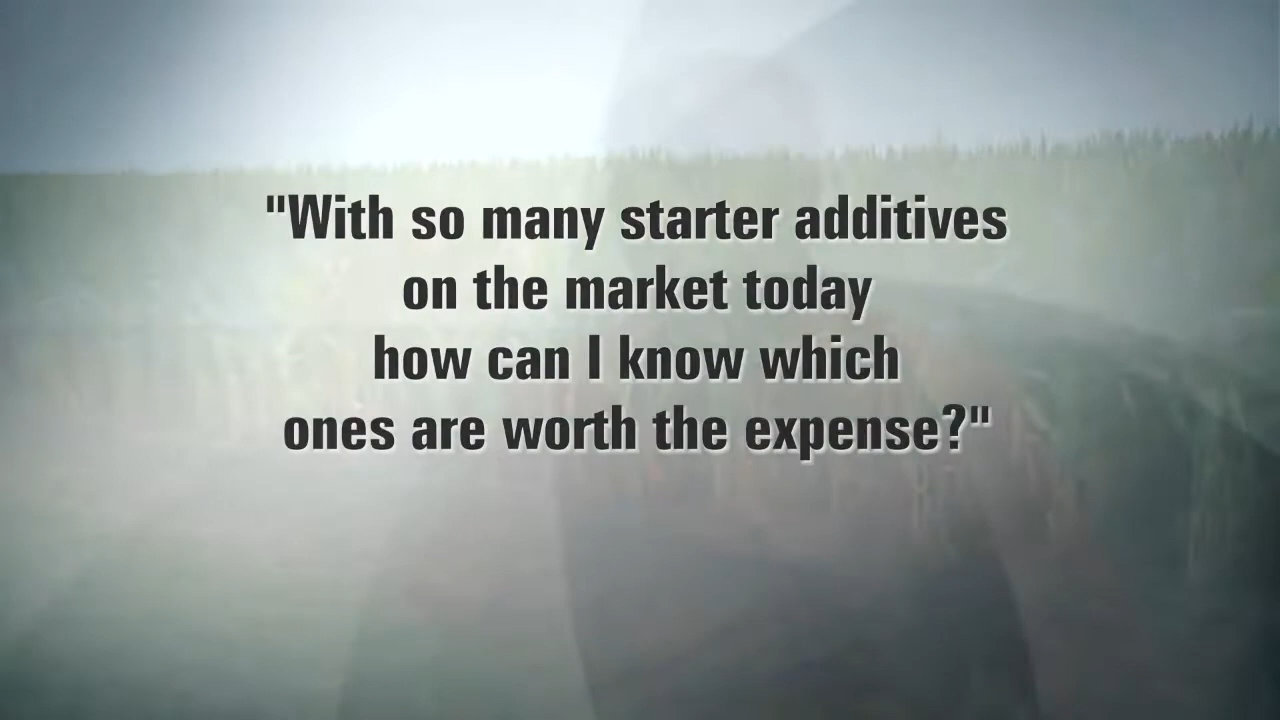 "With so many starter additives
on the market today
how can I know which
ones are worth the expense?"